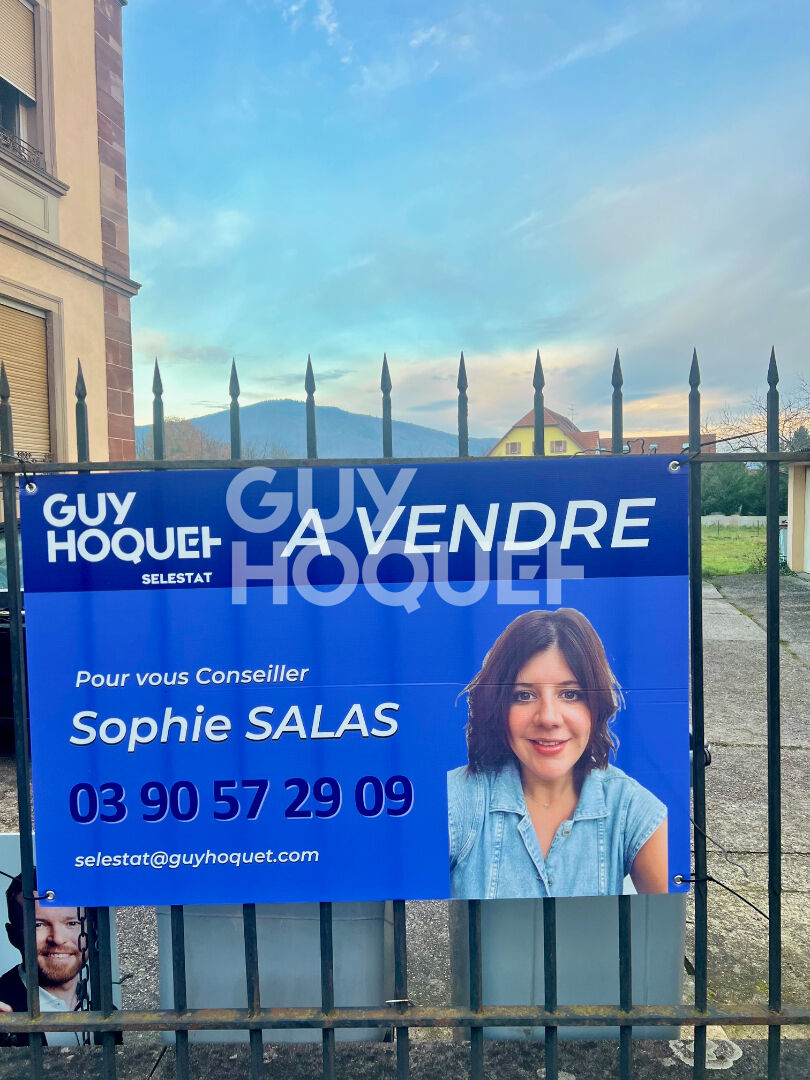 GUY
HOQUET
SELESTAT
A VENDRE
GUY
HOQUET
Pour vous Conseiller
Sophie SALAS
03 90 57 29 09
selestat@guyhoquet.com